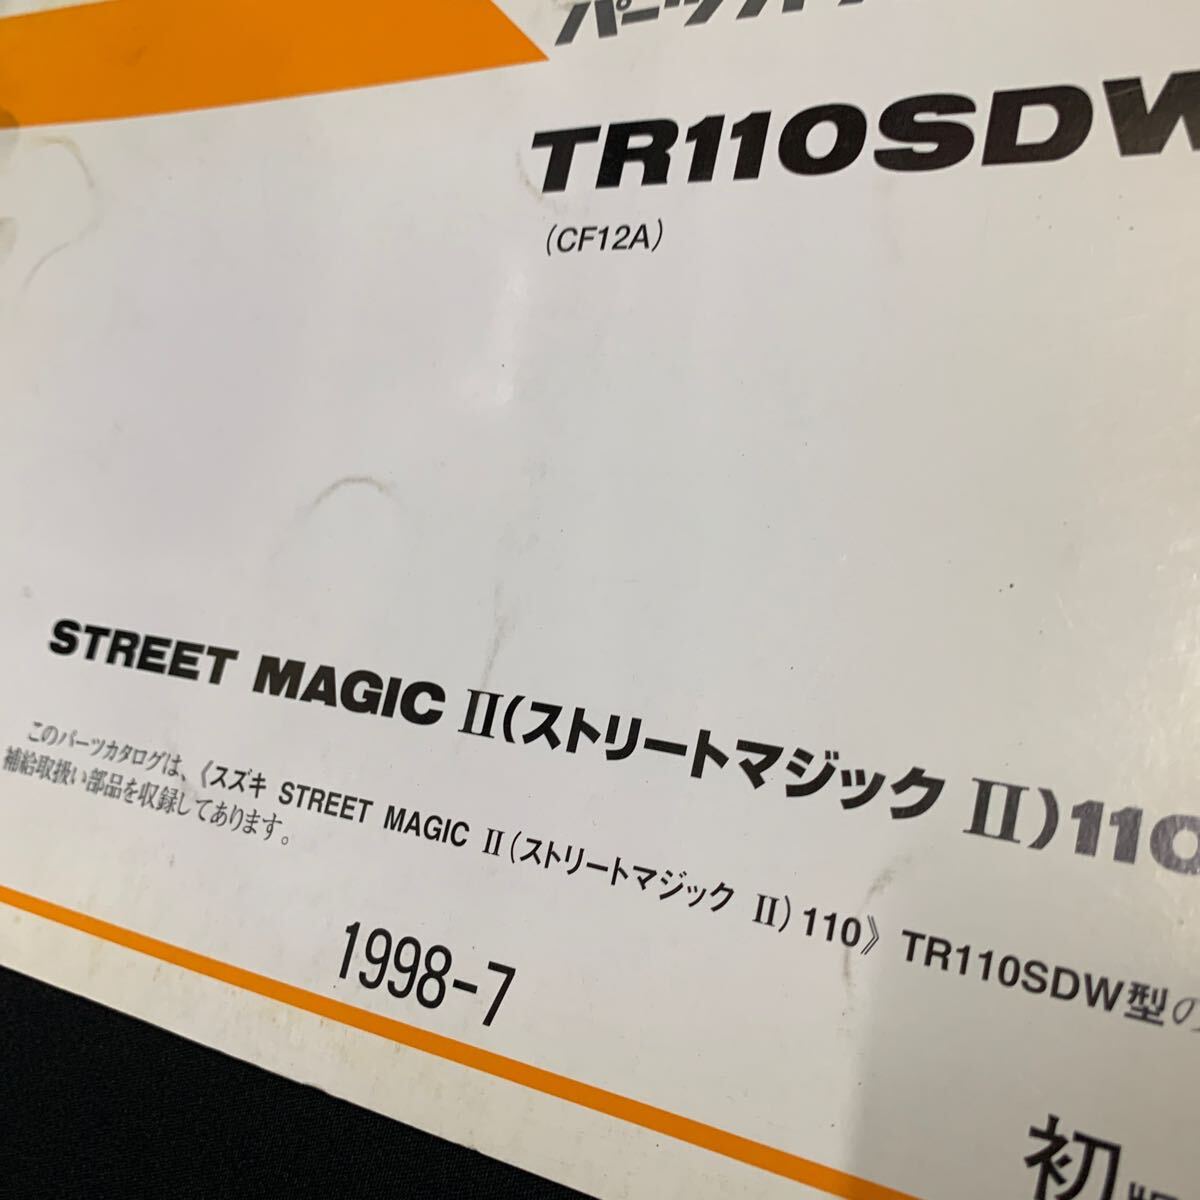 TR110SDW
(CF12A)
STREET MAGIC II(ストリートマジック II)110
このパーツカタログは、《スズキ STREET MAGIC II(ストリートマジック II)110》TR110SDW型の
補給取扱い部品を収録してあります。
1998-7
初